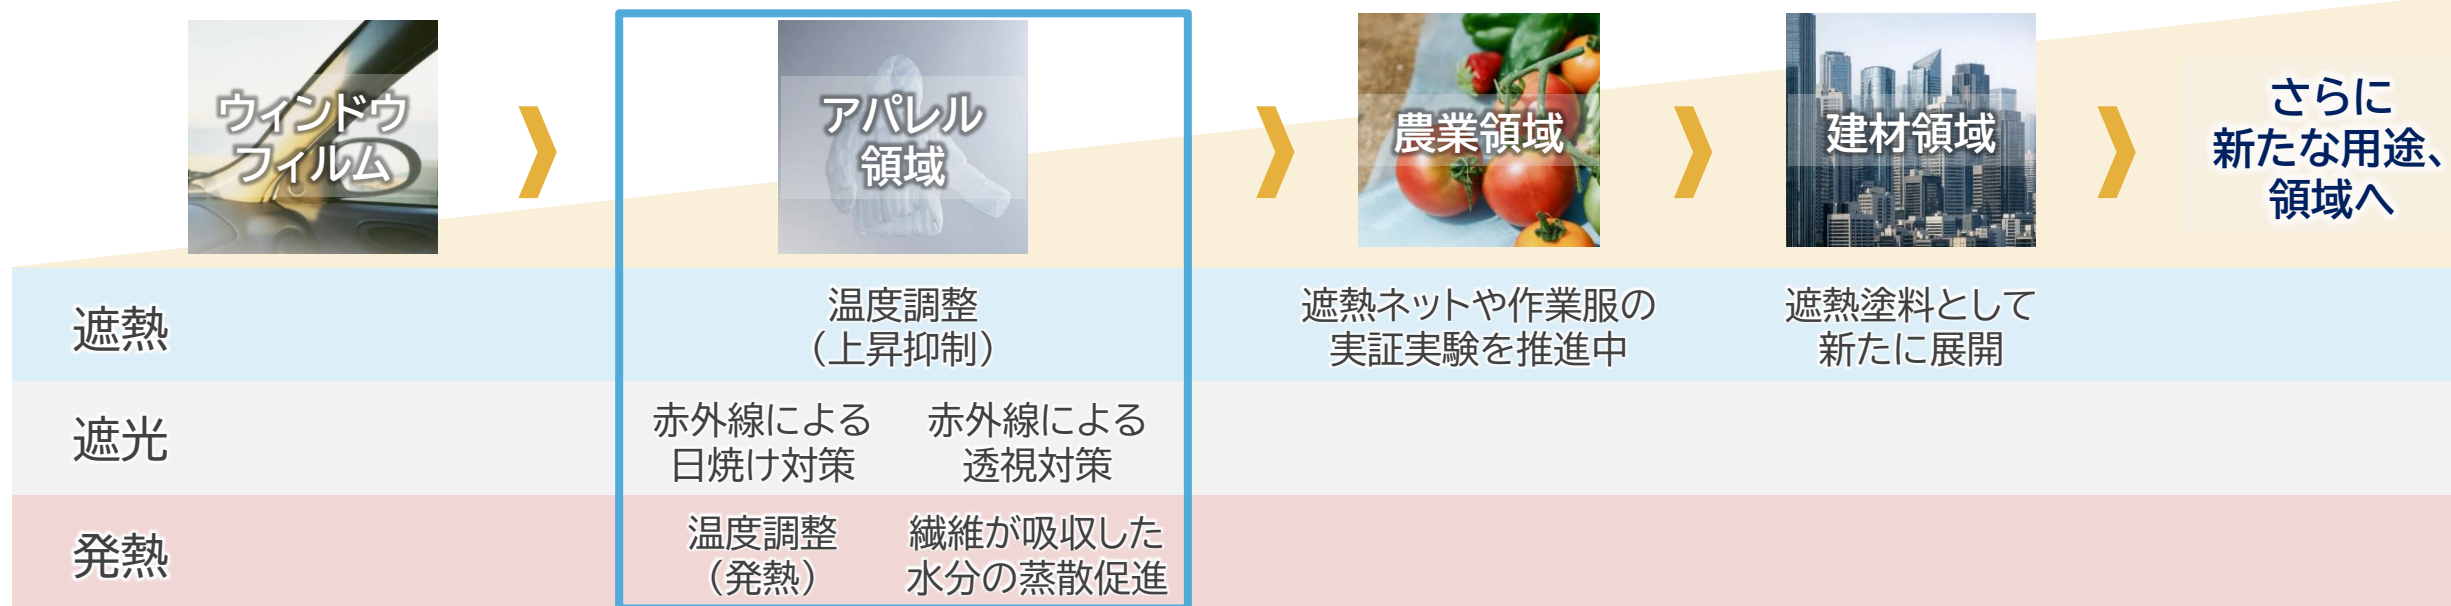 ウィンドウ
フィルム
アパレル
領域
農業領域
建材領域
さらに
新たな用途、
領域へ
遮熱
温度調整
（上昇抑制）
遮熱ネットや作業服の
実証実験を推進中
遮熱塗料として
新たに展開
遮光
赤外線による
日焼け対策
赤外線による
透視対策
発熱
温度調整
（発熱）
繊維が吸収した
水分の蒸散促進